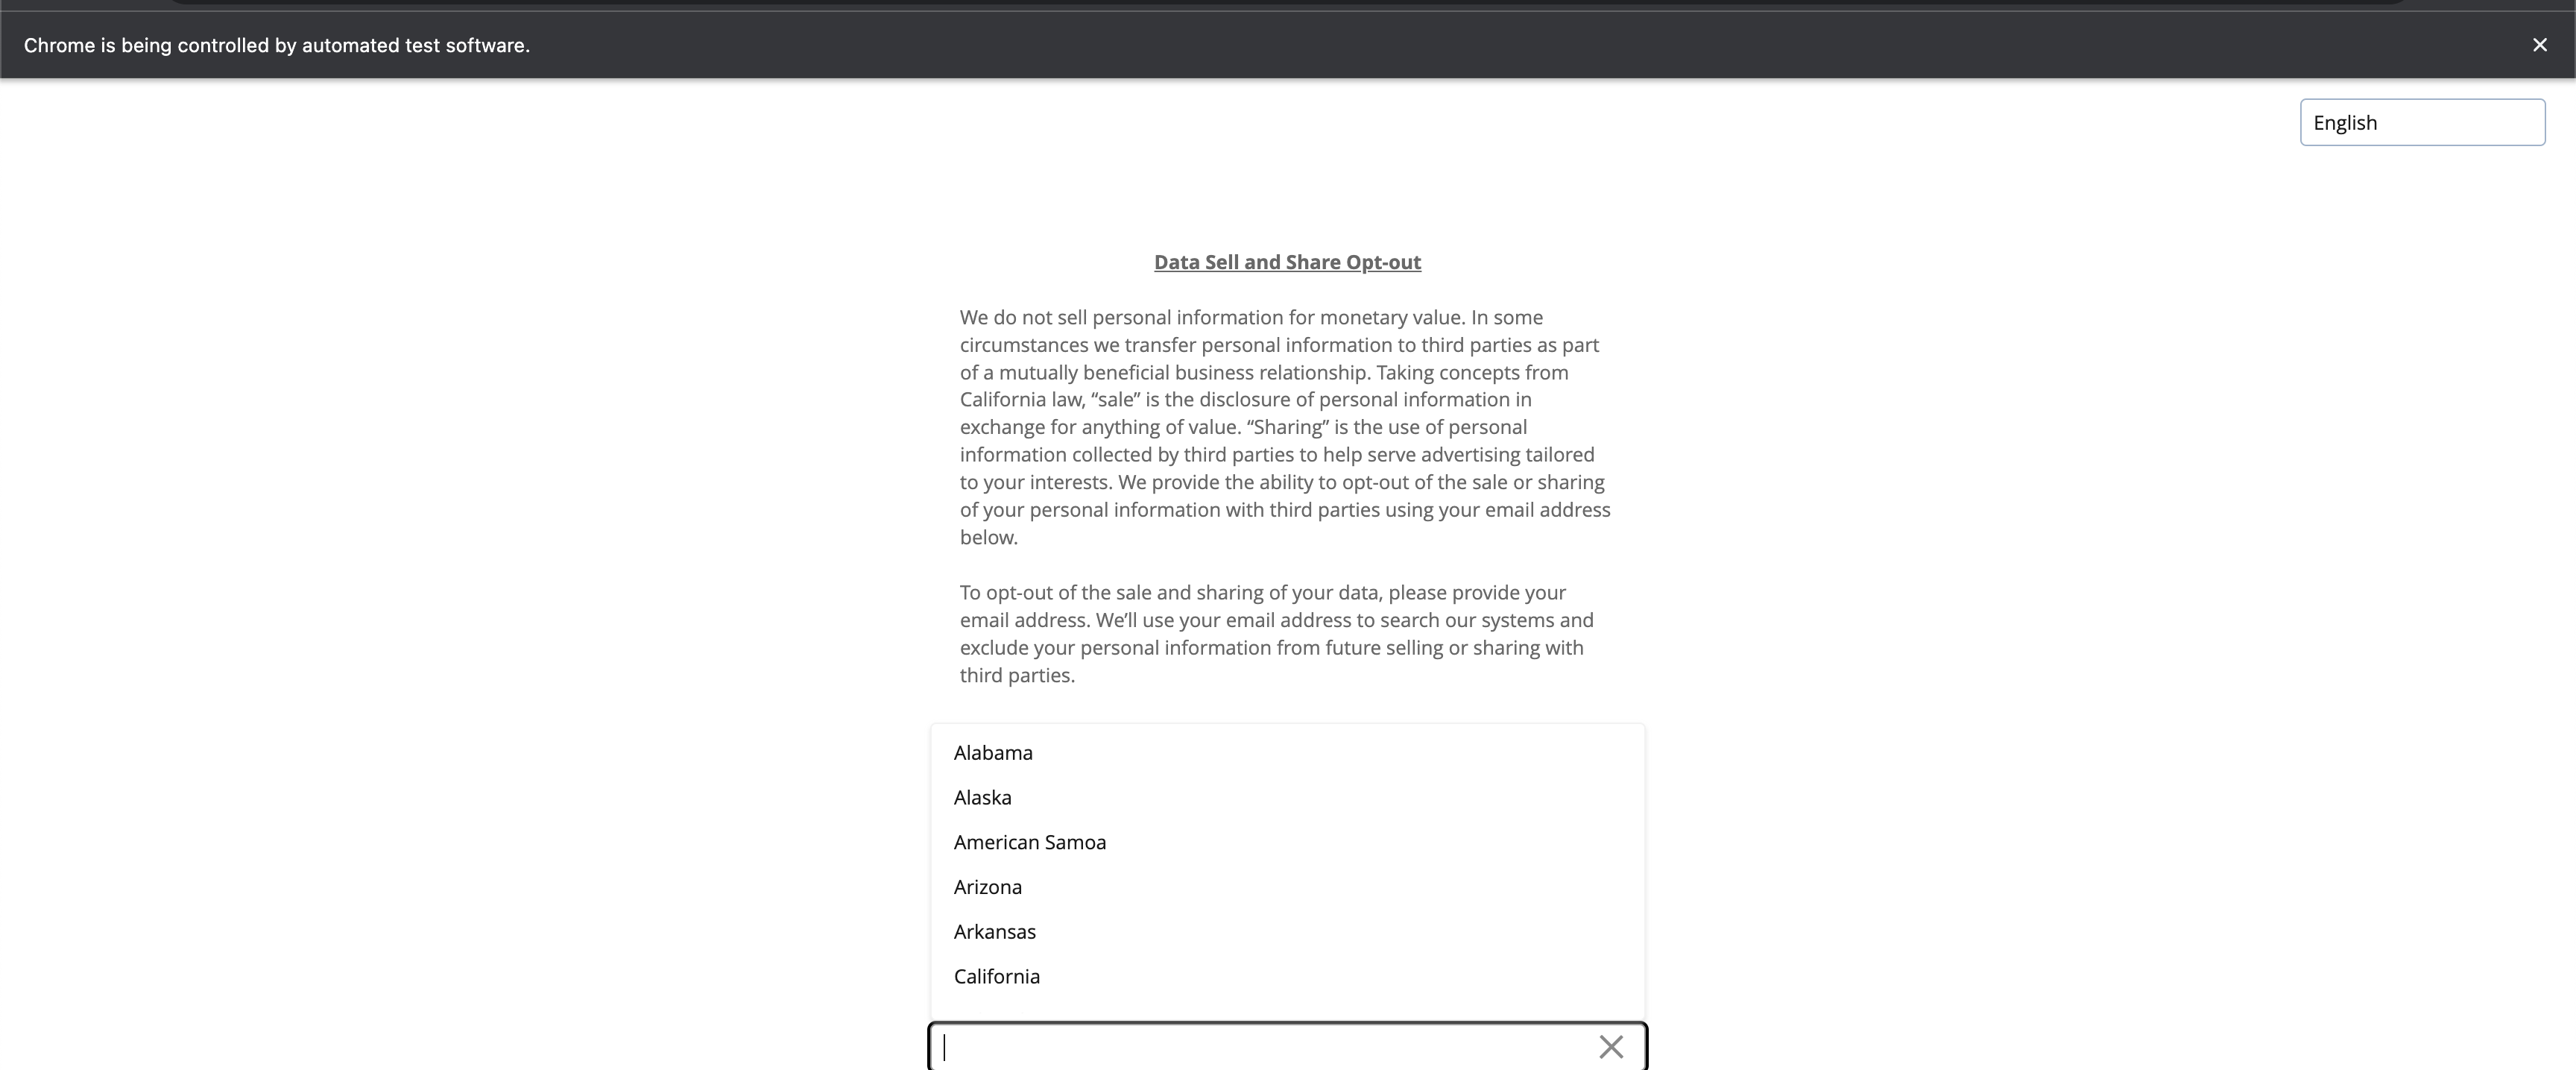 Chrome is being controlled by automated test software.
English
Data Sell and Share Opt-out
We do not sell personal information for monetary value. In some
circumstances we transfer personal information to third parties as part
of a mutually beneficial business relationship. Taking concepts from
California law, “sale” is the disclosure of personal information in
exchange for anything of value. “Sharing” is the use of personal
information collected by third parties to help serve advertising tailored
to your interests. We provide the ability to opt-out of the sale or sharing
of your personal information with third parties using your email address
below.
To opt-out of the sale and sharing of your data, please provide your
email address. We’ll use your email address to search our systems and
exclude your personal information from future selling or sharing with
third parties.
Alabama
Alaska
American Samoa
Arizona
Arkansas
California